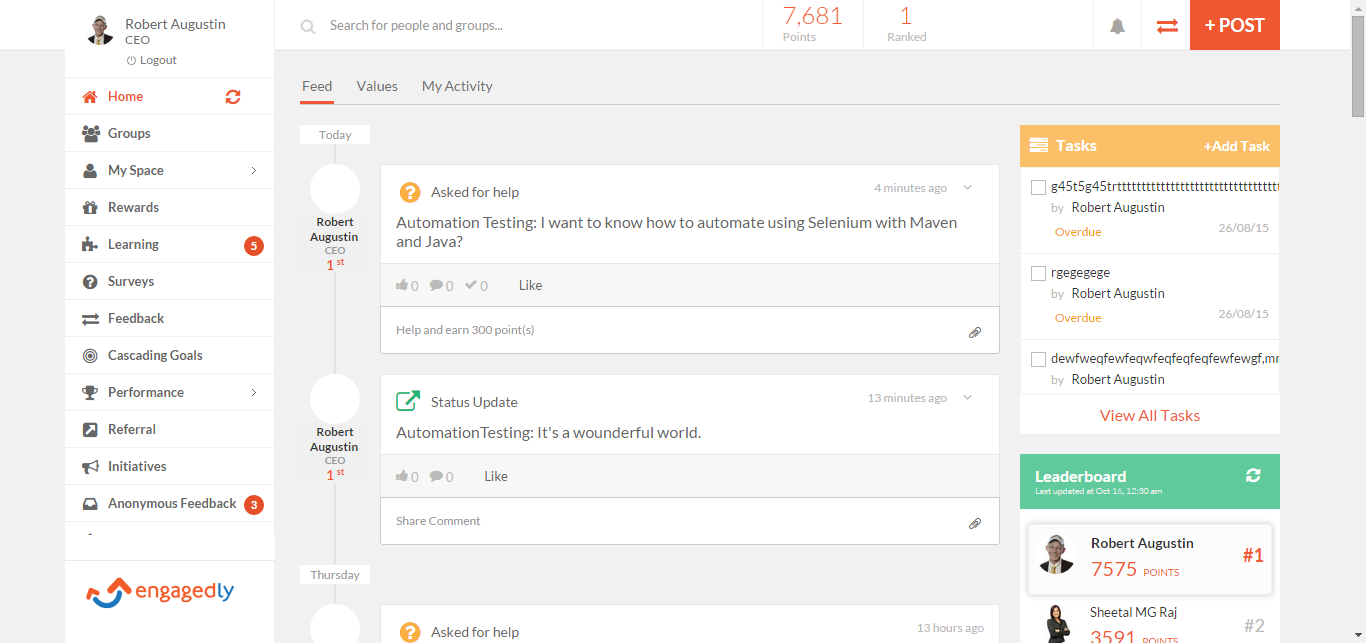 Robert Augustin
CEO
Logout
Search for people and groups...
7,681
Points
1
Ranked
+ POST
Home
Groups
My Space
Rewards
Learning
5
Surveys
Feedback
Cascading Goals
Performance
Referral
Initiatives
Anonymous Feedback
3
engagedly
Feed
Values
My Activity
Today
Robert
Augustin
CEO
1 st
Asked for help
4 minutes ago
Automation Testing: I want to know how to automate using Selenium with Maven
and Java?
0
0
0
Like
Help and earn 300 point(s)
Robert
Augustin
CEO
1 st
Status Update
13 minutes ago
AutomationTesting: It's a wounderful world.
0
0
Like
Share Comment
Thursday
Asked for help
13 hours ago
Tasks
+Add Task
by Robert Augustin
Overdue
26/08/15
rgegegege
by Robert Augustin
Overdue
26/08/15
by Robert Augustin
View All Tasks
Leaderboard
Last updated at Oct 16, 12:30 am
Robert Augustin
7575 POINTS
#1
Sheetal MG Raj
3591 POINTS
#2